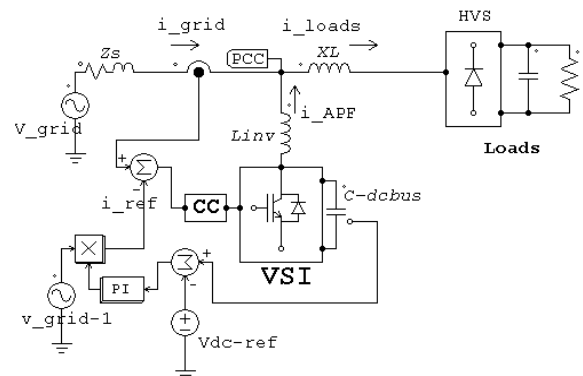 i_grid
i_loads
HVS
Zs
PCC
XL
V_grid
i_APF
Linv
Loads
+
Σ
-
i_ref
CC
C-dcbus
VSI
×
PI
Σ
+
-
v_grid-1
Vdc-ref